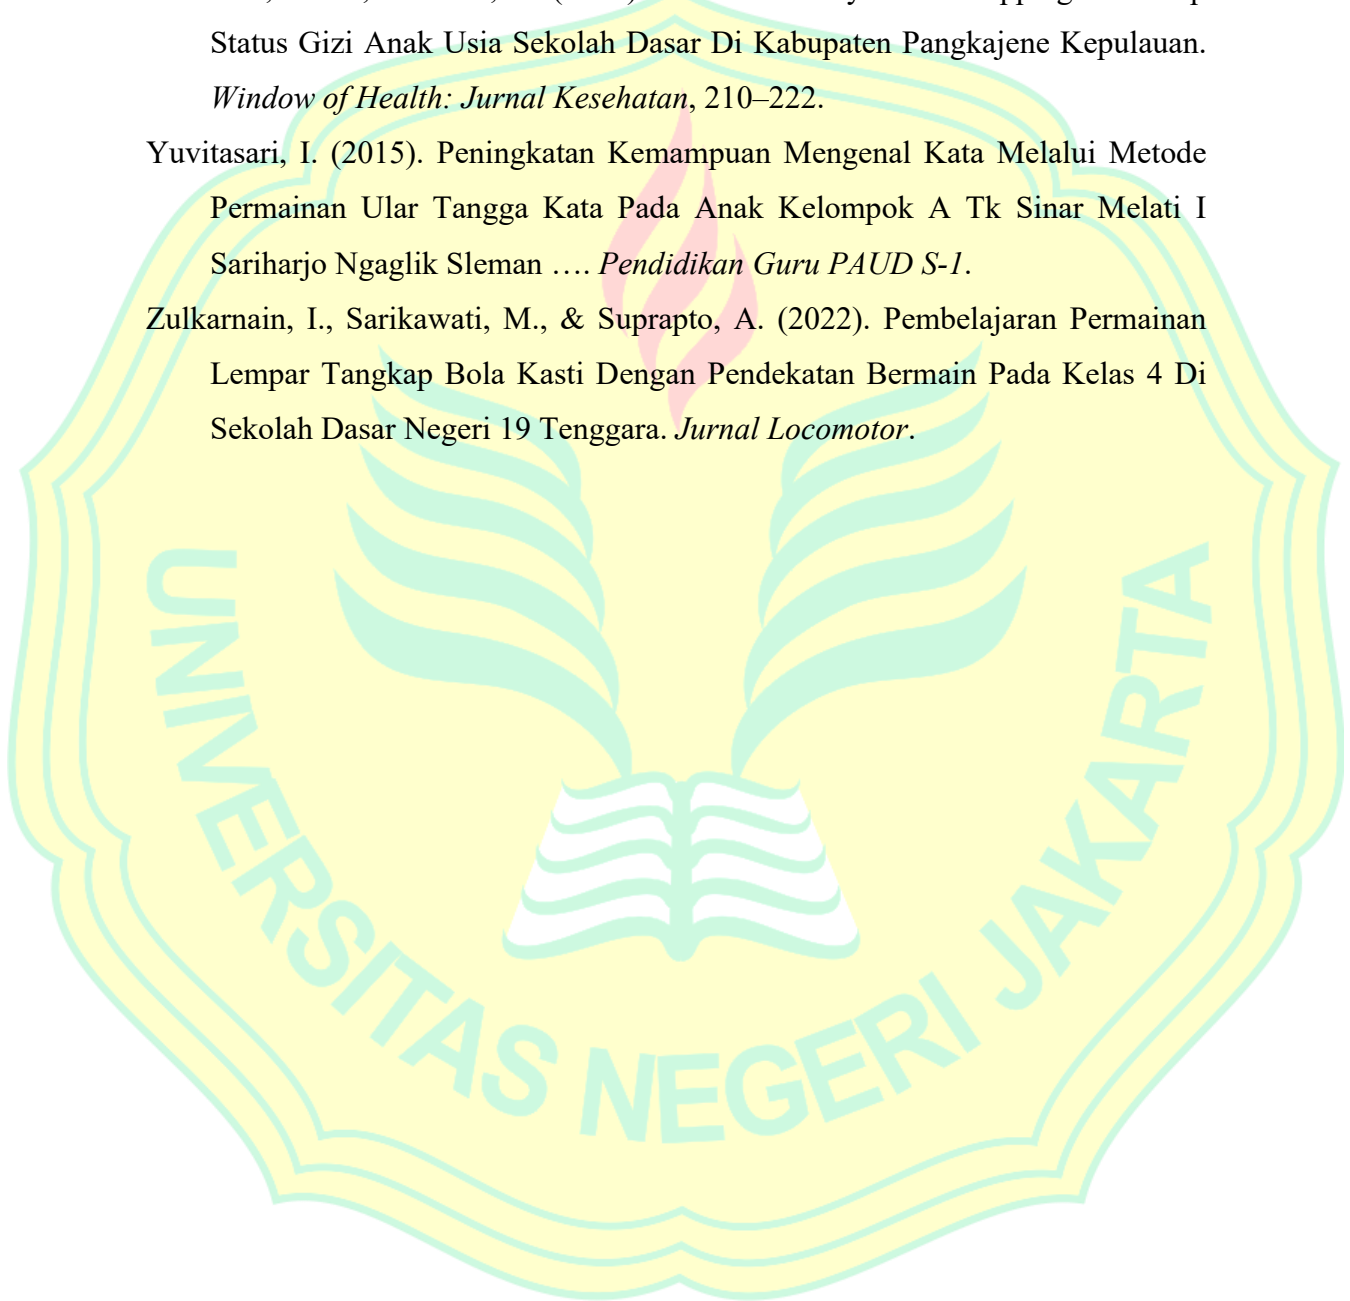 Status Gizi Anak Usia Sekolah Dasar Di Kabupaten Pangkajene Kepulauan.
Window of Health: Jurnal Kesehatan, 210–222.
Yuvitasari, I. (2015). Peningkatan Kemampuan Mengenal Kata Melalui Metode
Permainan Ular Tangga Kata Pada Anak Kelompok A Tk Sinar Melati I
Sariharjo Ngaglik Sleman …. Pendidikan Guru PAUD S-1.
Zulkarnain, I., Sarikawati, M., & Suprapto, A. (2022). Pembelajaran Permainan
Lempar Tangkap Bola Kasti Dengan Pendekatan Bermain Pada Kelas 4 Di
Sekolah Dasar Negeri 19 Tenggara. Jurnal Locomotor.
UNIVERSITAS NEGERI JAKARTA